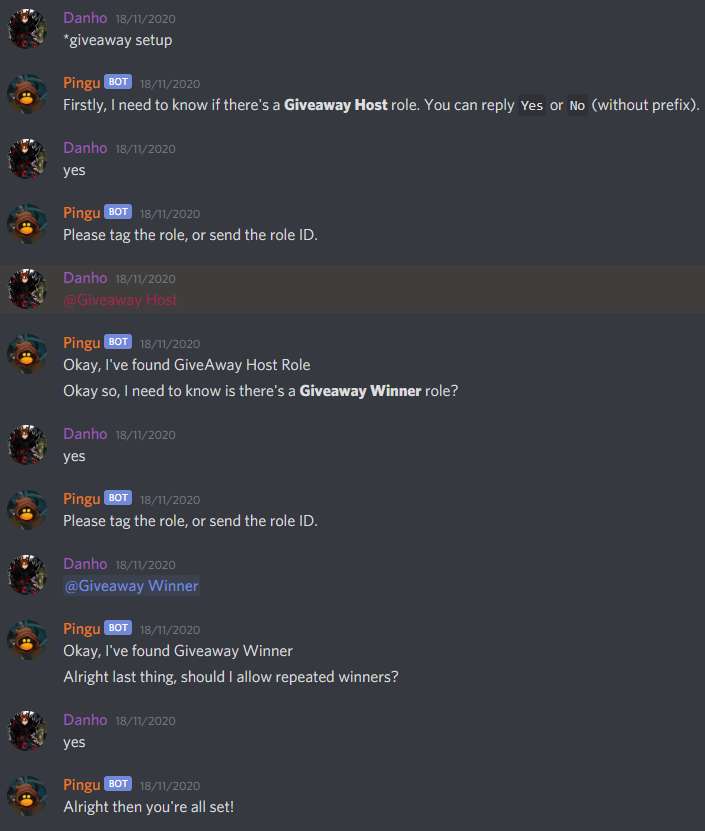 Danho 18/11/2020
*giveaway setup
Pingu BOT 18/11/2020
Firstly, I need to know if there's a Giveaway Host role. You can reply Yes or No (without prefix).
Danho 18/11/2020
yes
Pingu BOT 18/11/2020
Please tag the role, or send the role ID.
Danho 18/11/2020
@Giveaway Host
Pingu BOT 18/11/2020
Okay, I've found GiveAway Host Role
Okay so, I need to know is there's a Giveaway Winner role?
Danho 18/11/2020
yes
Pingu BOT 18/11/2020
Please tag the role, or send the role ID.
Danho 18/11/2020
@Giveaway Winner
Pingu BOT 18/11/2020
Okay, I've found Giveaway Winner
Alright last thing, should I allow repeated winners?
Danho 18/11/2020
yes
Pingu BOT 18/11/2020
Alright then you're all set!